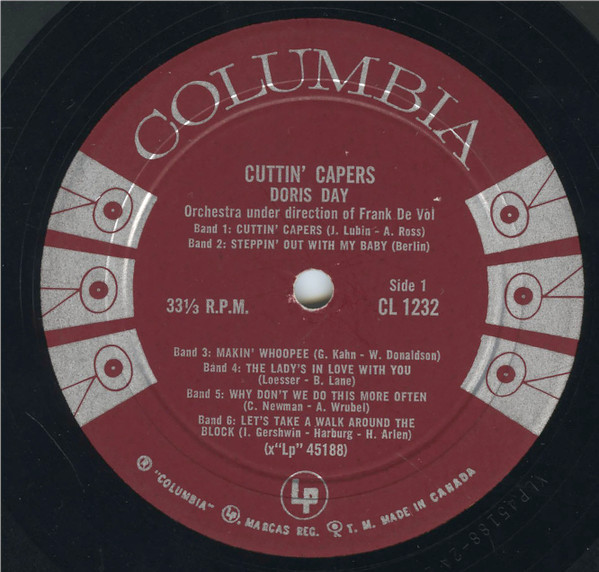 COLUMBIA
CUTTIN' CAPERS
DORIS DAY
Orchestra under direction of Frank De Vol
Band 1: CUTTIN' CAPERS (J. Lubin - A. Ross)
Band 2: STEPPIN' OUT WITH MY BABY (Berlin)
Side 1
33⅓ R.P.M.
CL 1232
Band 3: MAKIN' WHOOPEE (G. Kahn - W. Donaldson)
Band 4: THE LADY'S IN LOVE WITH YOU
(Loesser - B. Lane)
Band 5: WHY DON'T WE DO THIS MORE OFTEN
(C. Newman - A. Wrubel)
Band 6: LET'S TAKE A WALK AROUND THE
BLOCK (I. Gershwin - Harburg - H. Arlen)
(x"Lp" 45188)
Lp
® "COLUMBIA" Lp, MARCAS REG. T. M. MADE IN CANADA